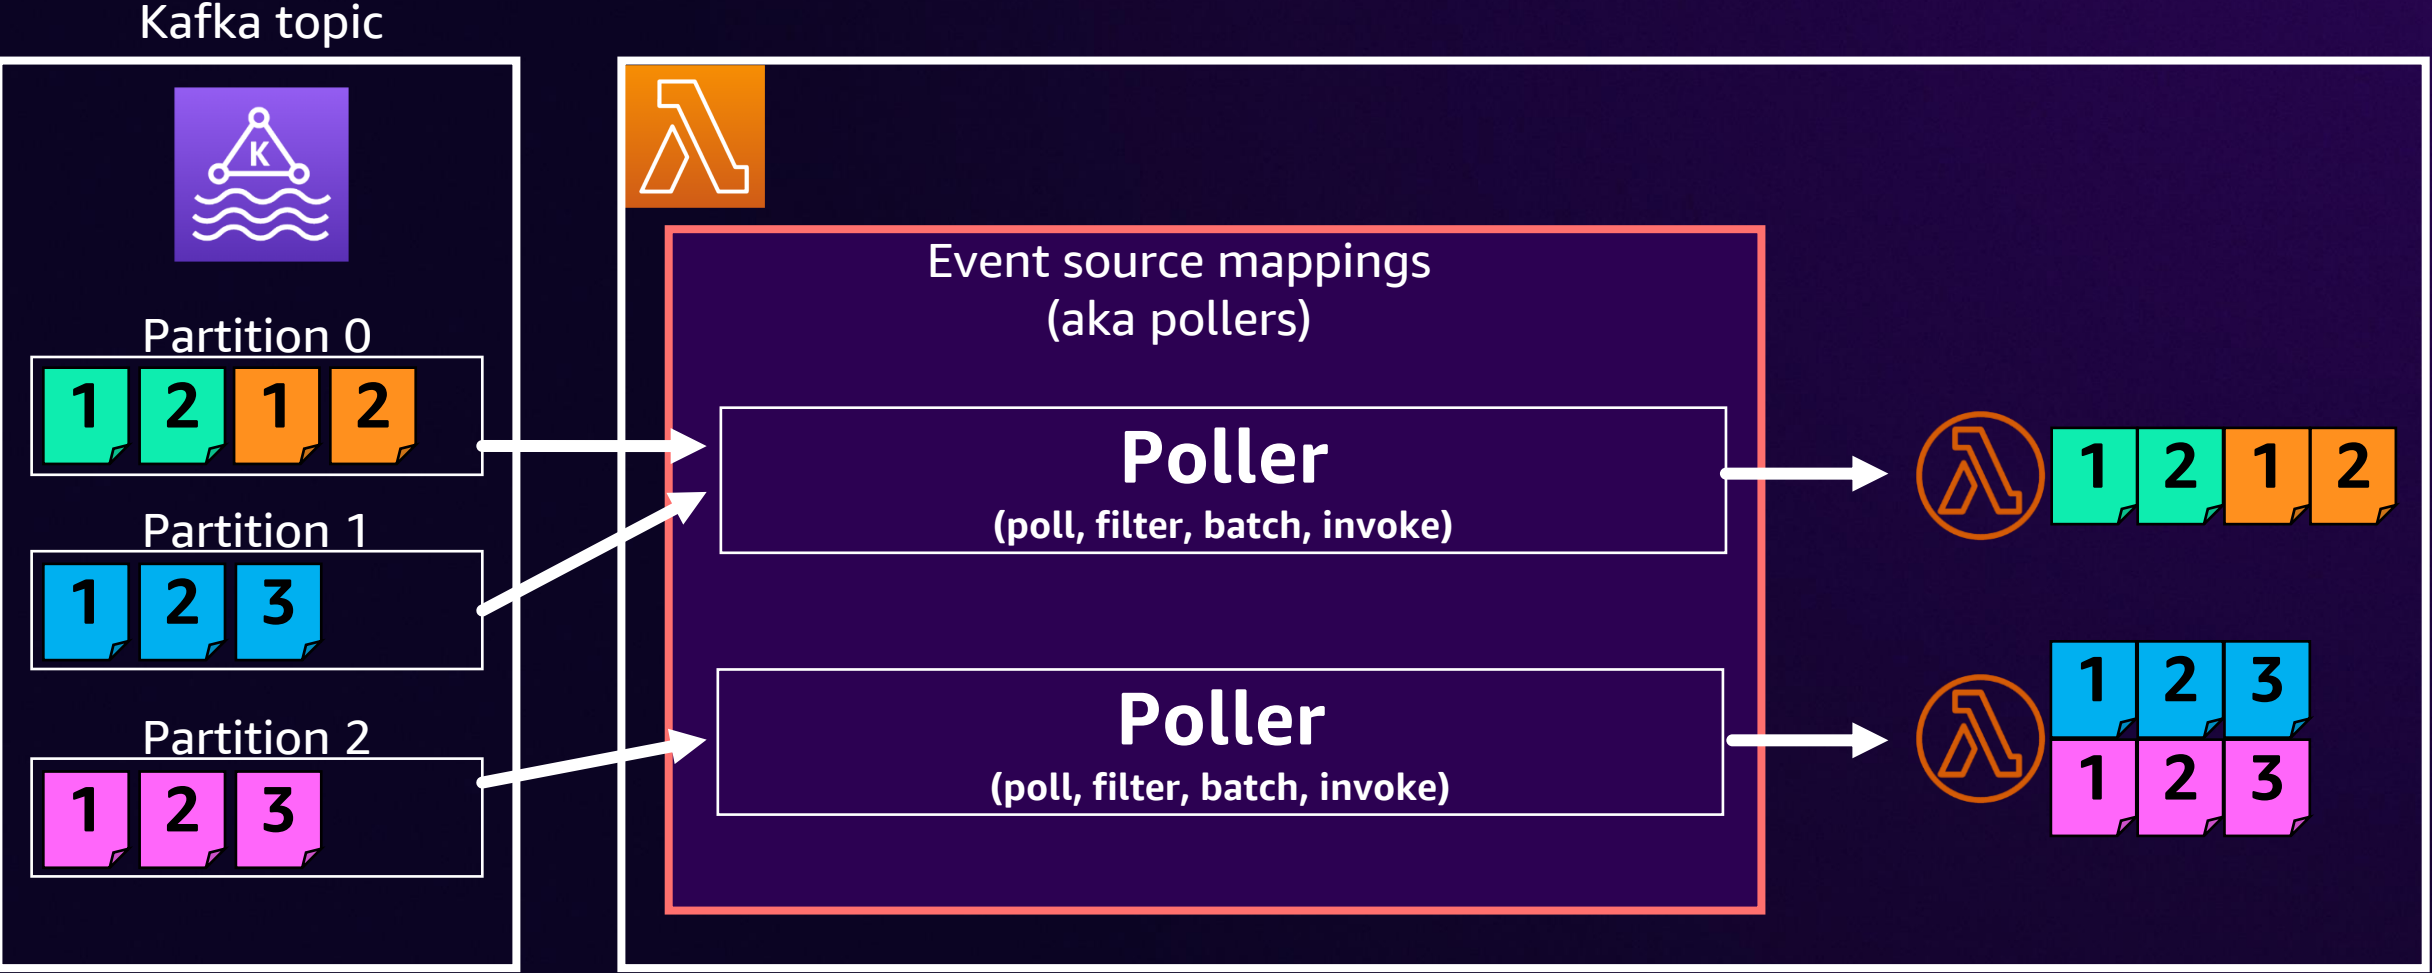 Kafka topic
K
Partition 0
1 2 1 2
Partition 1
1 2 3
Partition 2
1 2 3
Event source mappings
(aka pollers)
Poller
(poll, filter, batch, invoke)
Poller
(poll, filter, batch, invoke)
1 2 1 2
1 2 3
1 2 3